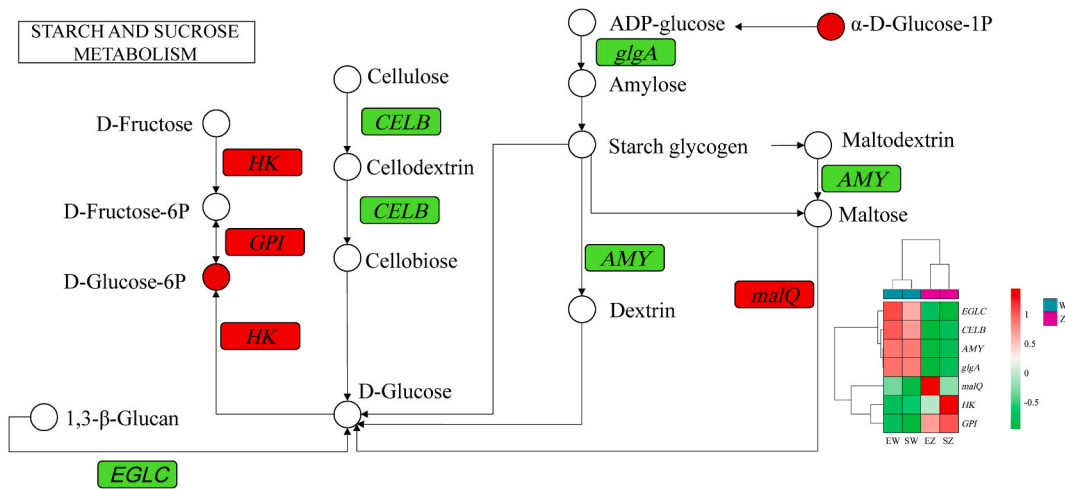 STARCH AND SUCROSE
METABOLISM
ADP-glucose
α-D-Glucose-1P
glgA
Cellulose
Amylose
D-Fructose
CELB
HK
Cellodextrin
Starch glycogen
Maltodextrin
AMY
D-Fructose-6P
CELB
Maltose
GPI
Cellobiose
AMY
D-Glucose-6P
malQ
Dextrin
HK
D-Glucose
1,3-β-Glucan
EGLC
EGLC
CELB
AMY
glgA
malQ
HK
GPI
EW SW EZ SZ
1
0.5
0
-0.5
W
Z